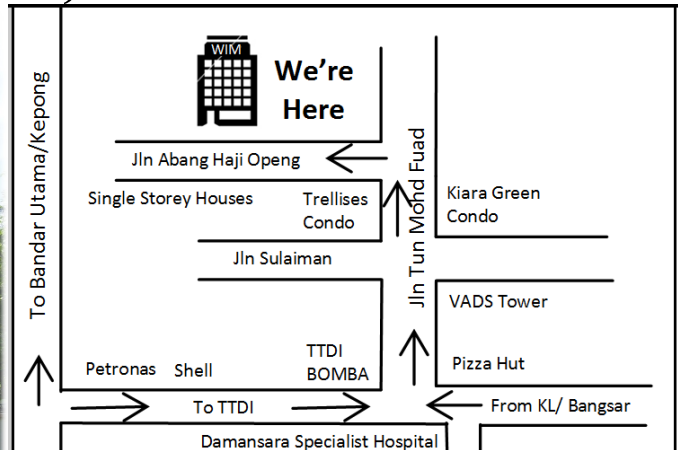 WIM
We're
Here
To Bandar Utama/Kepong
Jln Abang Haji Openg
Jln Tun Mohd Fuad
Single Storey Houses
Trellises
Condo
Kiara Green
Condo
Jln Sulaiman
VADS Tower
TTDI
BOMBA
Petronas
Shell
Pizza Hut
To TTDI
From KL/ Bangsar
Damansara Specialist Hospital